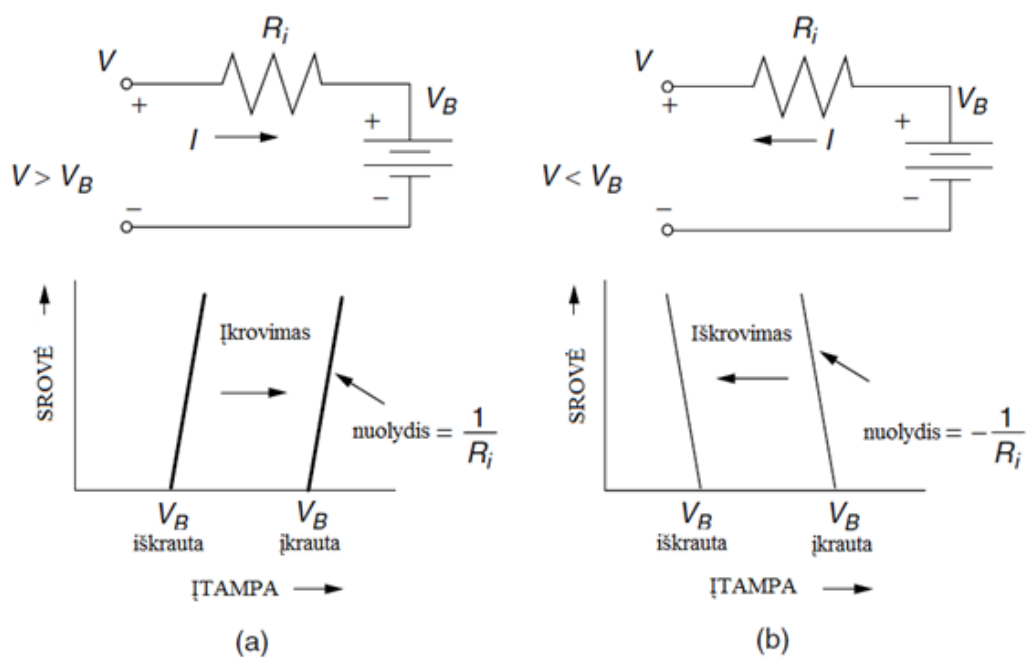 R_i
V
+
I →
V_B
+
V > V_B
−
−
SROVĖ →
Įkrovimas
nuolydis = 1/R_i
V_B
iškrauta
V_B
įkrauta
ĮTAMPA →
(a)
R_i
V
+
← I
V_B
+
V < V_B
−
−
SROVĖ →
Iškrovimas
nuolydis = −1/R_i
V_B
iškrauta
V_B
įkrauta
ĮTAMPA →
(b)